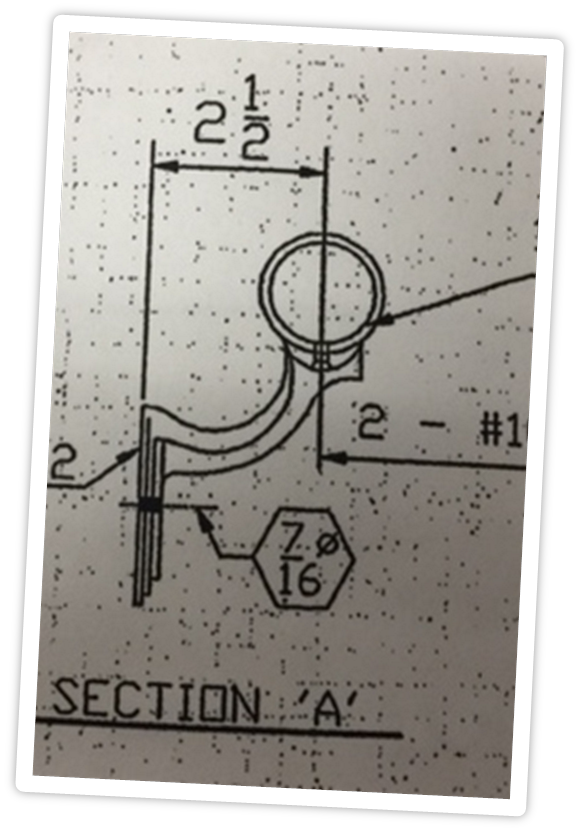 2 1/2
2 - #1
2
7/16 ⌀
SECTION 'A'